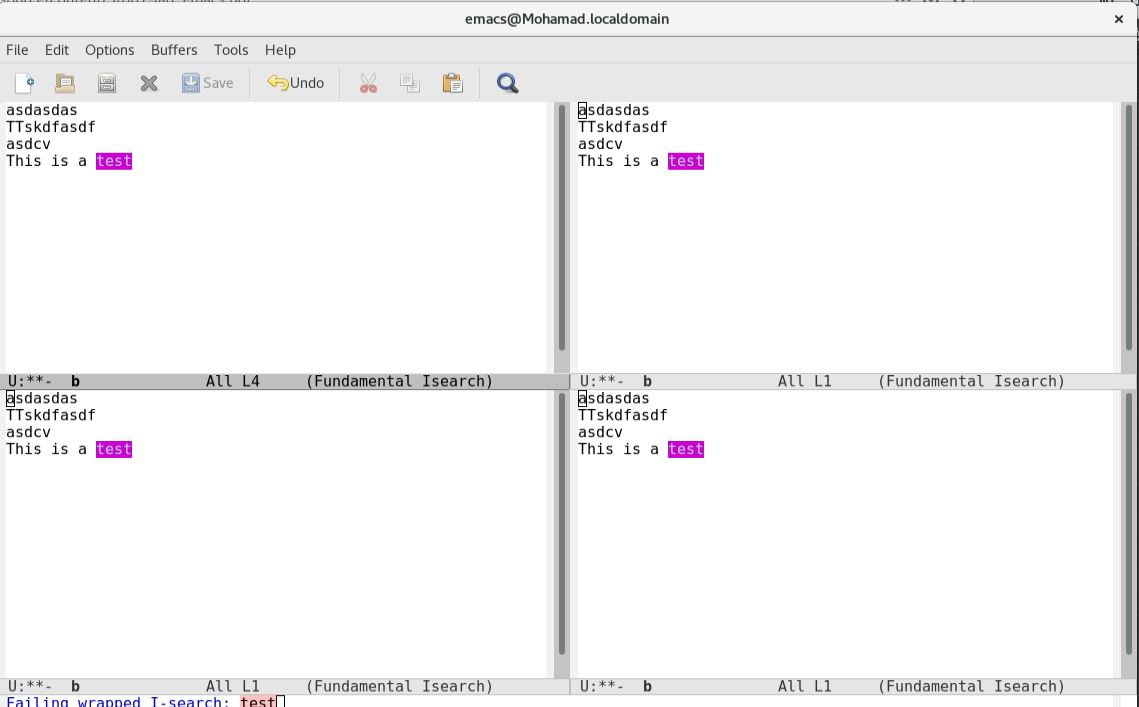 emacs@Mohamad.localdomain
File Edit Options Buffers Tools Help
Save Undo
asdasdas
TTskdfasdf
asdcv
This is a test
U:**- b All L4 (Fundamental Isearch)
asdasdas
TTskdfasdf
asdcv
This is a test
U:**- b All L1 (Fundamental Isearch)
asdasdas
TTskdfasdf
asdcv
This is a test
U:**- b All L1 (Fundamental Isearch)
asdasdas
TTskdfasdf
asdcv
This is a test
U:**- b All L1 (Fundamental Isearch)
Failing wrapped I-search: test